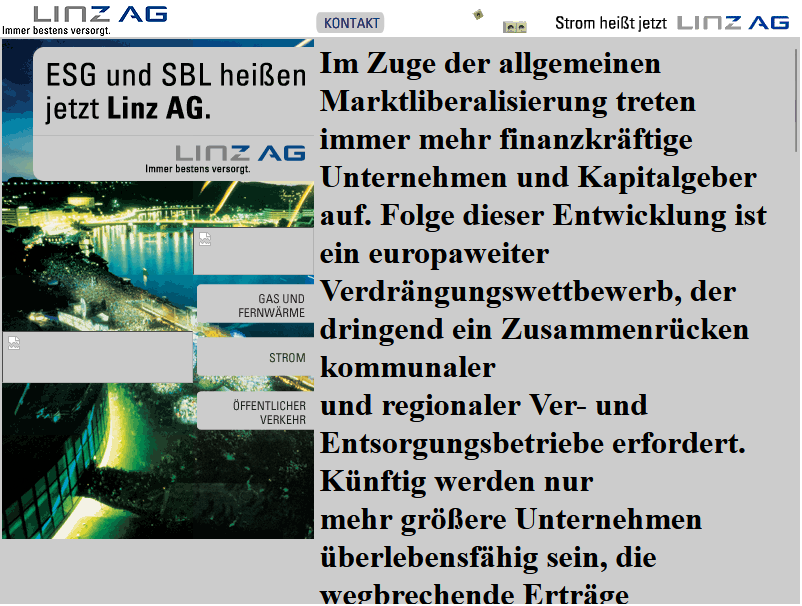 LINZ AG
Immer bestens versorgt.
KONTAKT
Strom heißt jetzt LINZ AG
ESG und SBL heißen
jetzt Linz AG.
LINZ AG
Immer bestens versorgt.
GAS UND
FERNWÄRME
STROM
ÖFFENTLICHER
VERKEHR
Im Zuge der allgemeinen
Marktliberalisierung treten
immer mehr finanzkräftige
Unternehmen und Kapitalgeber
auf. Folge dieser Entwicklung ist
ein europaweiter
Verdrängungswettbewerb, der
dringend ein Zusammenrücken
kommunaler
und regionaler Ver- und
Entsorgungsbetriebe erfordert.
Künftig werden nur
mehr größere Unternehmen
überlebensfähig sein, die
wegbrechende Erträge